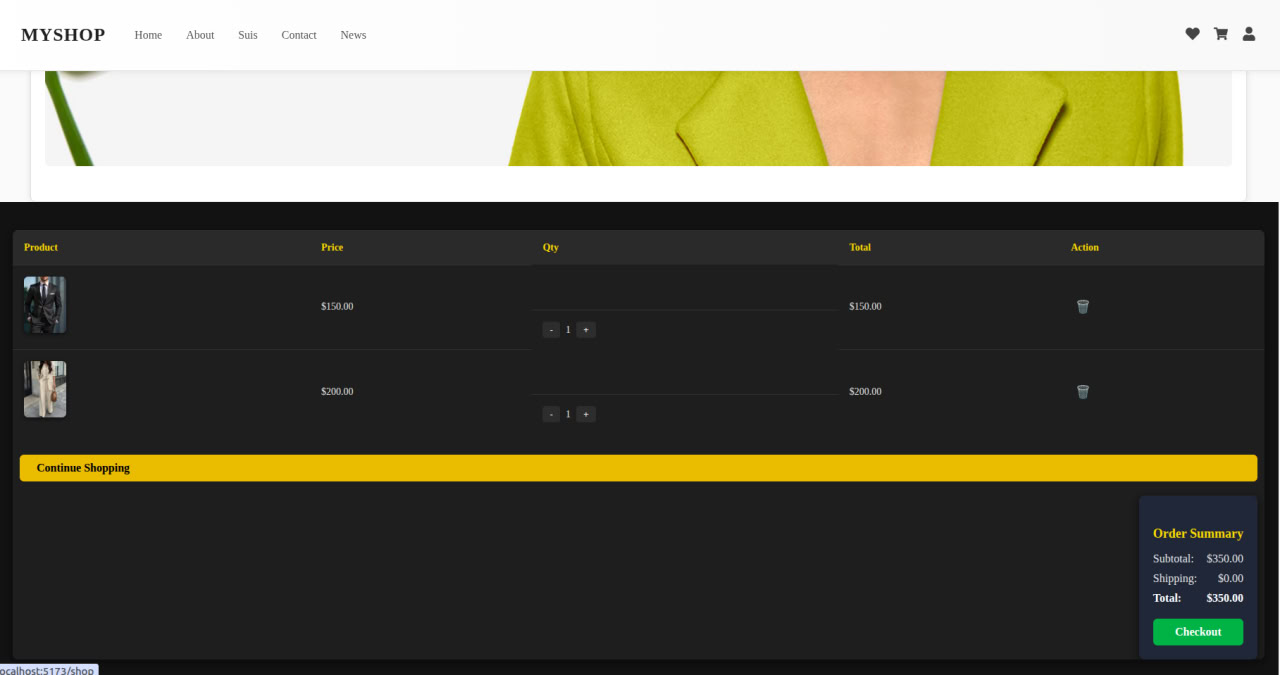 MYSHOP Home About Suis Contact News
Product Price Qty Total Action
$150.00 - 1 + $150.00
$200.00 - 1 + $200.00
Continue Shopping
Order Summary
Subtotal: $350.00
Shipping: $0.00
Total: $350.00
Checkout
ocalhost:5173/shop